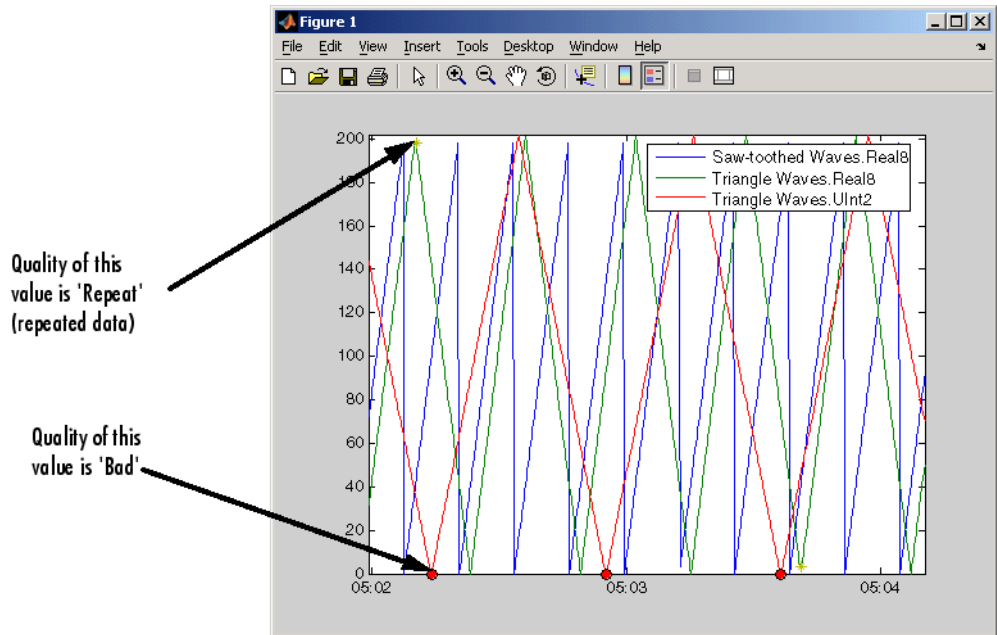 Figure 1
File Edit View Insert Tools Desktop Window Help
200
180
160
140
120
100
80
60
40
20
0
05:02 05:03 05:04
Saw-toothed Waves.Real8
Triangle Waves.Real8
Triangle Waves.UInt2
Quality of this
value is 'Repeat'
(repeated data)
Quality of this
value is 'Bad'